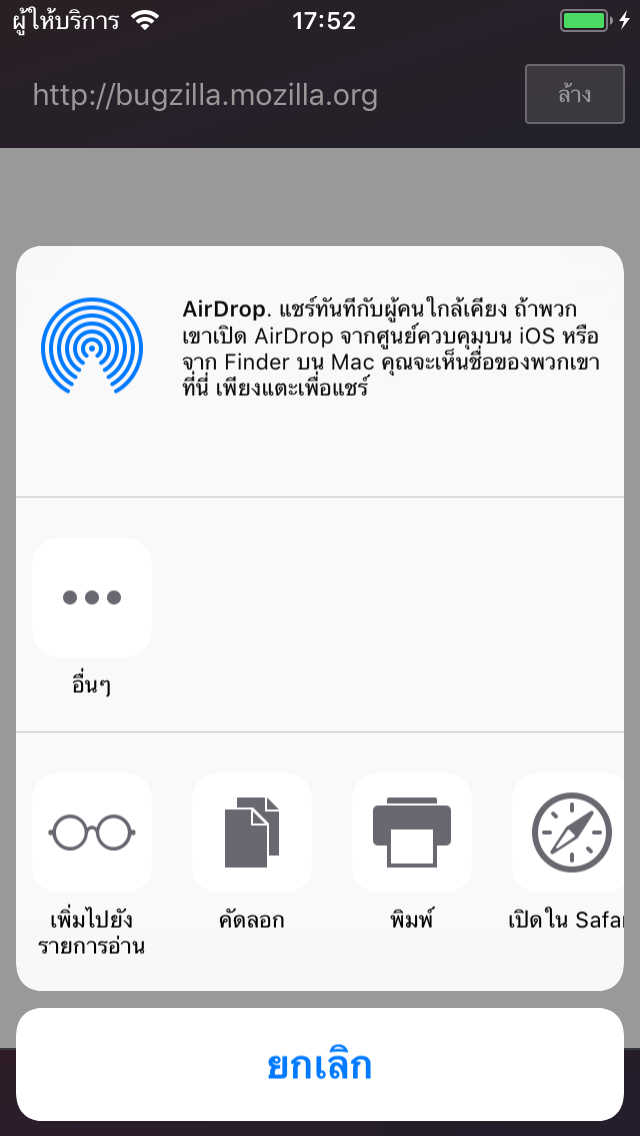 ผู้ให้บริการ 17:52
http://bugzilla.mozilla.org ล้าง
AirDrop. แชร์ทันทีกับผู้คนใกล้เคียง ถ้าพวก
เขาเปิด AirDrop จากศูนย์ควบคุมบน iOS หรือ
จาก Finder บน Mac คุณจะเห็นชื่อของพวกเขา
ที่นี่ เพียงแตะเพื่อแชร์
อื่นๆ
เพิ่มไปยัง
รายการอ่าน
คัดลอก
พิมพ์
เปิดใน Safa
ยกเลิก